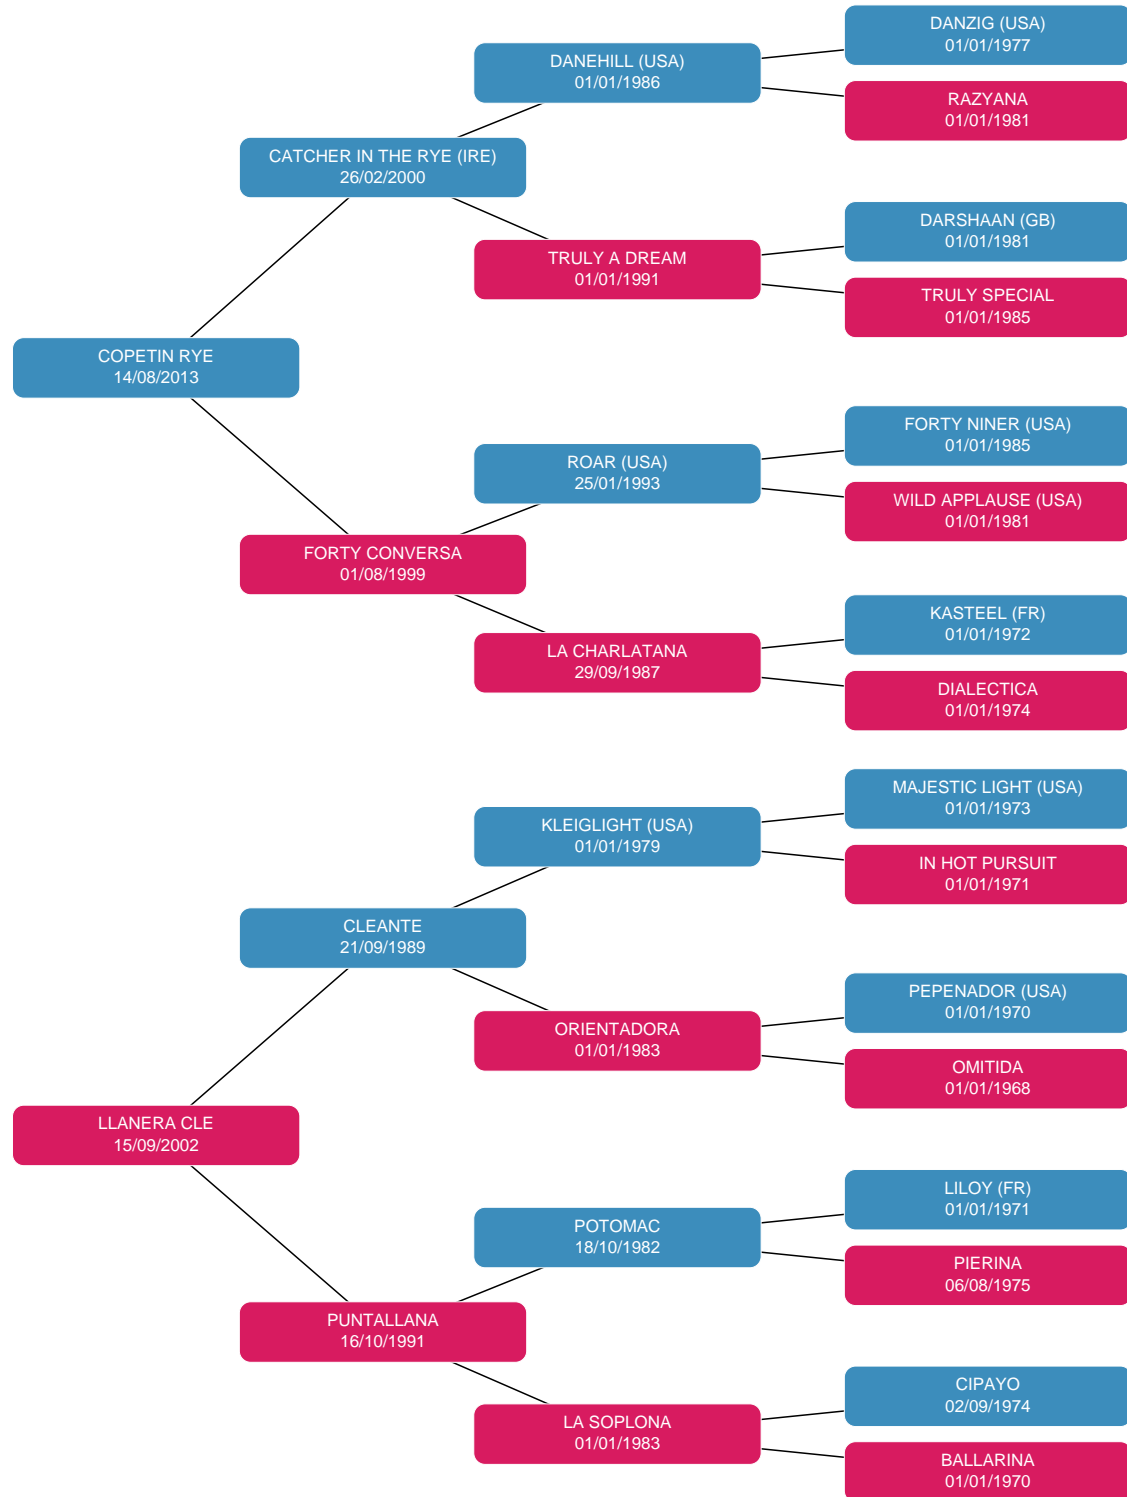 DANZIG (USA)
01/01/1977
DANEHILL (USA)
01/01/1986
RAZYANA
01/01/1981
CATCHER IN THE RYE (IRE)
26/02/2000
DARSHAAN (GB)
01/01/1981
TRULY A DREAM
01/01/1991
TRULY SPECIAL
01/01/1985
COPETIN RYE
14/08/2013
FORTY NINER (USA)
01/01/1985
ROAR (USA)
25/01/1993
WILD APPLAUSE (USA)
01/01/1981
FORTY CONVERSA
01/08/1999
KASTEEL (FR)
01/01/1972
LA CHARLATANA
29/09/1987
DIALECTICA
01/01/1974
MAJESTIC LIGHT (USA)
01/01/1973
KLEIGLIGHT (USA)
01/01/1979
IN HOT PURSUIT
01/01/1971
CLEANTE
21/09/1989
PEPENADOR (USA)
01/01/1970
ORIENTADORA
01/01/1983
OMITIDA
01/01/1968
LLANERA CLE
15/09/2002
LILOY (FR)
01/01/1971
POTOMAC
18/10/1982
PIERINA
06/08/1975
PUNTALLANA
16/10/1991
CIPAYO
02/09/1974
LA SOPLONA
01/01/1983
BALLARINA
01/01/1970